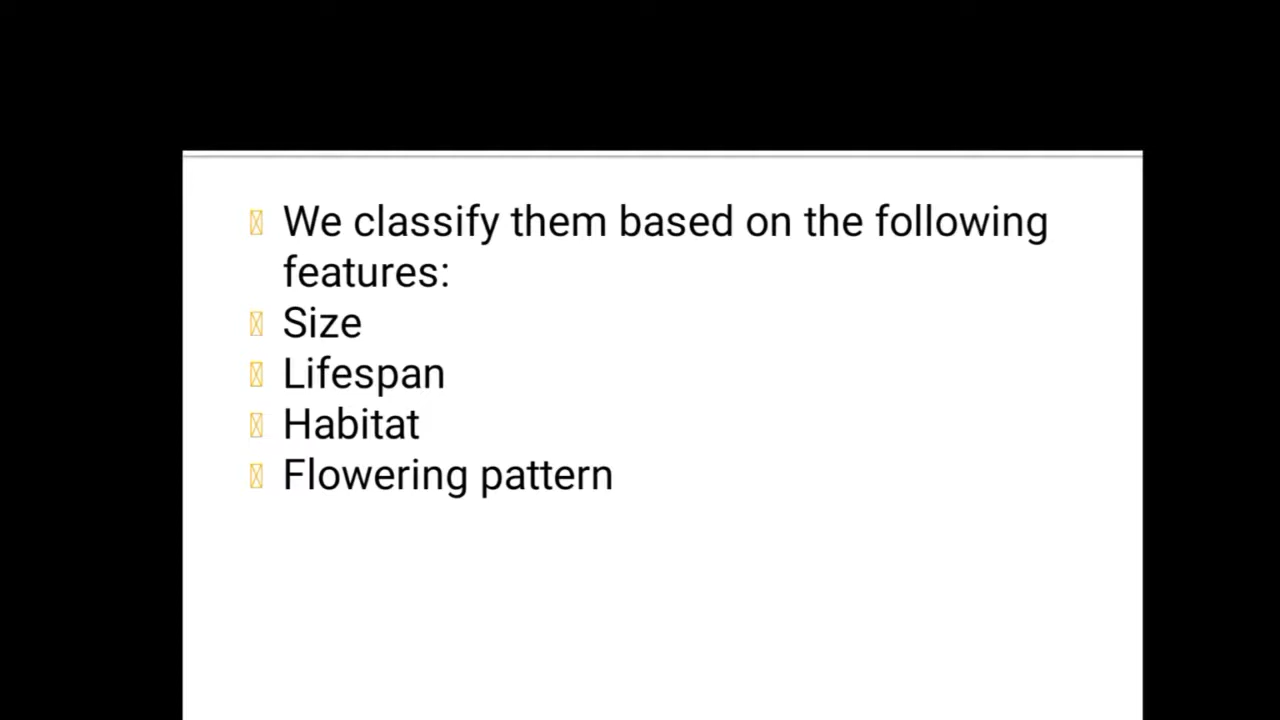 We classify them based on the following
features:
Size
Lifespan
Habitat
Flowering pattern